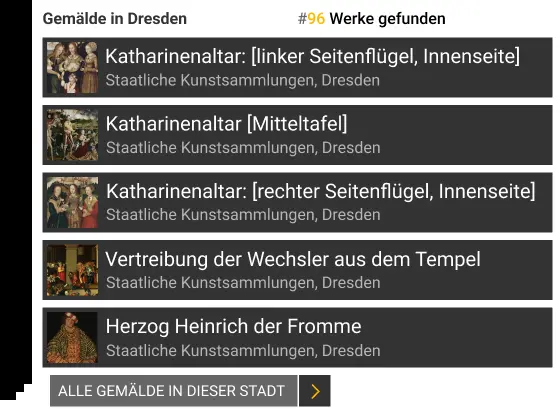 Gemälde in Dresden #96 Werke gefunden
Katharinenaltar: [linker Seitenflügel, Innenseite]
Staatliche Kunstsammlungen, Dresden
Katharinenaltar [Mitteltafel]
Staatliche Kunstsammlungen, Dresden
Katharinenaltar: [rechter Seitenflügel, Innenseite]
Staatliche Kunstsammlungen, Dresden
Vertreibung der Wechsler aus dem Tempel
Staatliche Kunstsammlungen, Dresden
Herzog Heinrich der Fromme
Staatliche Kunstsammlungen, Dresden
ALLE GEMÄLDE IN DIESER STADT